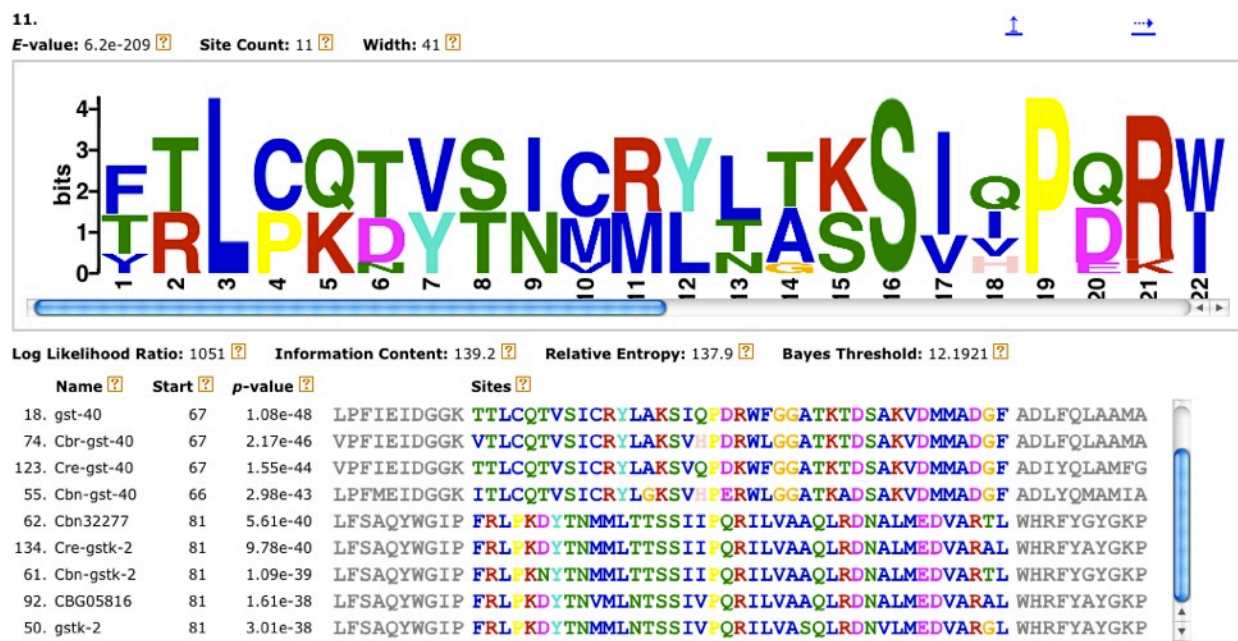 11.
E-value: 6.2e-209 ? Site Count: 11 ? Width: 41 ?
bits
4
3
2
1
0
F T L C Q T V S I C R Y L T K S I Q P Q R W
T R P K D Y T N M M L T A S V I D K I
Y N V N G V H E
1 2 3 4 5 6 7 8 9 10 11 12 13 14 15 16 17 18 19 20 21 22
Log Likelihood Ratio: 1051 ? Information Content: 139.2 ? Relative Entropy: 137.9 ? Bayes Threshold: 12.1921 ?
Name ? Start ? p-value ? Sites ?
18. gst-40 67 1.08e-48 LPFIEIDGGK TTLCQTVSICRYLAKSIQPDRWFGGATKTDSAKVDMMADGF ADLFQLAAMA
74. Cbr-gst-40 67 2.17e-46 VPFIEIDGGK VTLCQTVSICRYLAKSVHPDRWLGGATKTDSAKVDMMADGF ADLFQLAAMA
123. Cre-gst-40 67 1.55e-44 VPFIEIDGGK TTLCQTVSICRYLAKSVQPDKWFGGATKTDSAKVDMMADGF ADIYQLAMFG
55. Cbn-gst-40 66 2.98e-43 LPFMEIDGGK ITLCQTVSICRYLGKSVHPERWLGGATKADSAKVDMMADGF ADLYQMAMIA
62. Cbn32277 81 5.61e-40 LFSAQYWGIP FRLPKDYTNMMLTTSSIIPQRILVAAQLRDNALMEDVARTL WHRFYGYGKP
134. Cre-gstk-2 81 9.78e-40 LFSAQYWGIP FRLPKDYTNMMLTTSSIIPQRILVAAQLRDNALMEDVARAL WHRFYAYGKP
61. Cbn-gstk-2 81 1.09e-39 LFSAQYWGIP FRLPKNYTNMMLTTSSIIPQRILVAAQLRDNALMEDVARTL WHRFYGYGKP
92. CBG05816 81 1.61e-38 LFSAQYWGIP FRLPKDYTNVMLNTSSIVPQRILVAAQLRDNALMEDVARAL WHRFYAYGKP
50. gstk-2 81 3.01e-38 LFSAQYWGIP FRLPKDYTNMMLNTSSIVPQRILVASQLRDNVLMEDVARGL WHRFYAYGKP